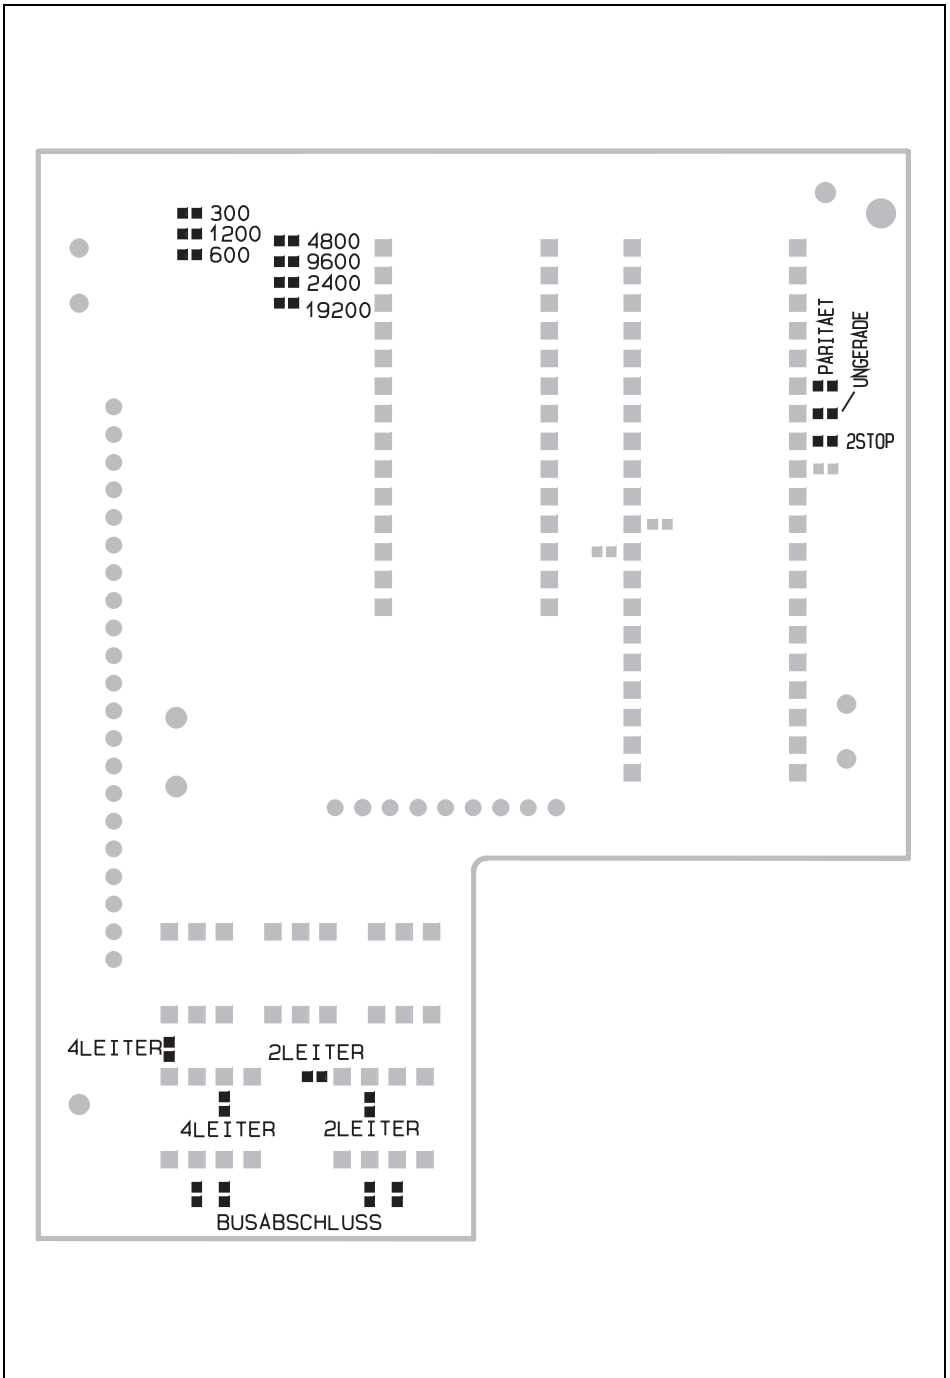 300
1200
600
4800
9600
2400
19200
PARITAET
UNGERADE
2STOP
4LEITER
2LEITER
4LEITER
2LEITER
BUSABSCHLUSS